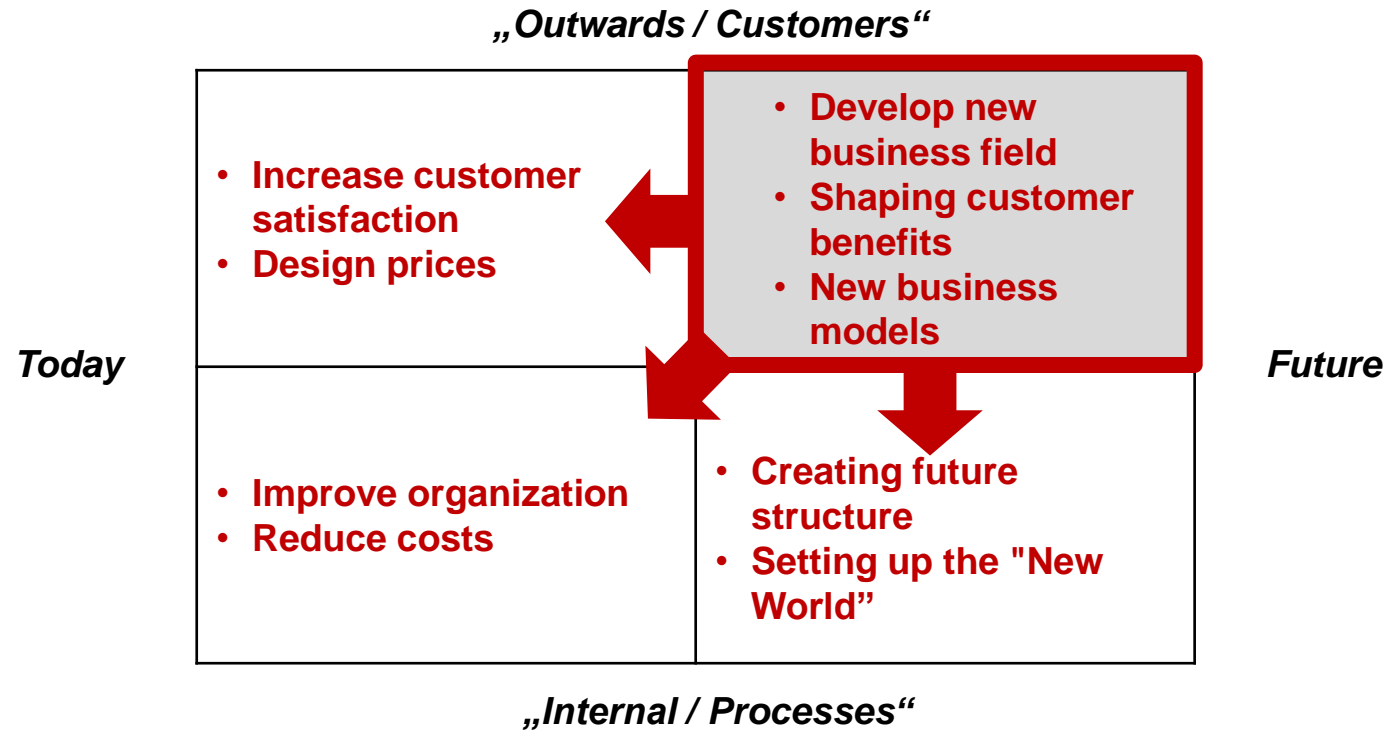 „Outwards / Customers“
• Increase customer
satisfaction
• Design prices
• Develop new
business field
• Shaping customer
benefits
• New business
models
Today
Future
• Improve organization
• Reduce costs
• Creating future
structure
• Setting up the "New
World”
„Internal / Processes“